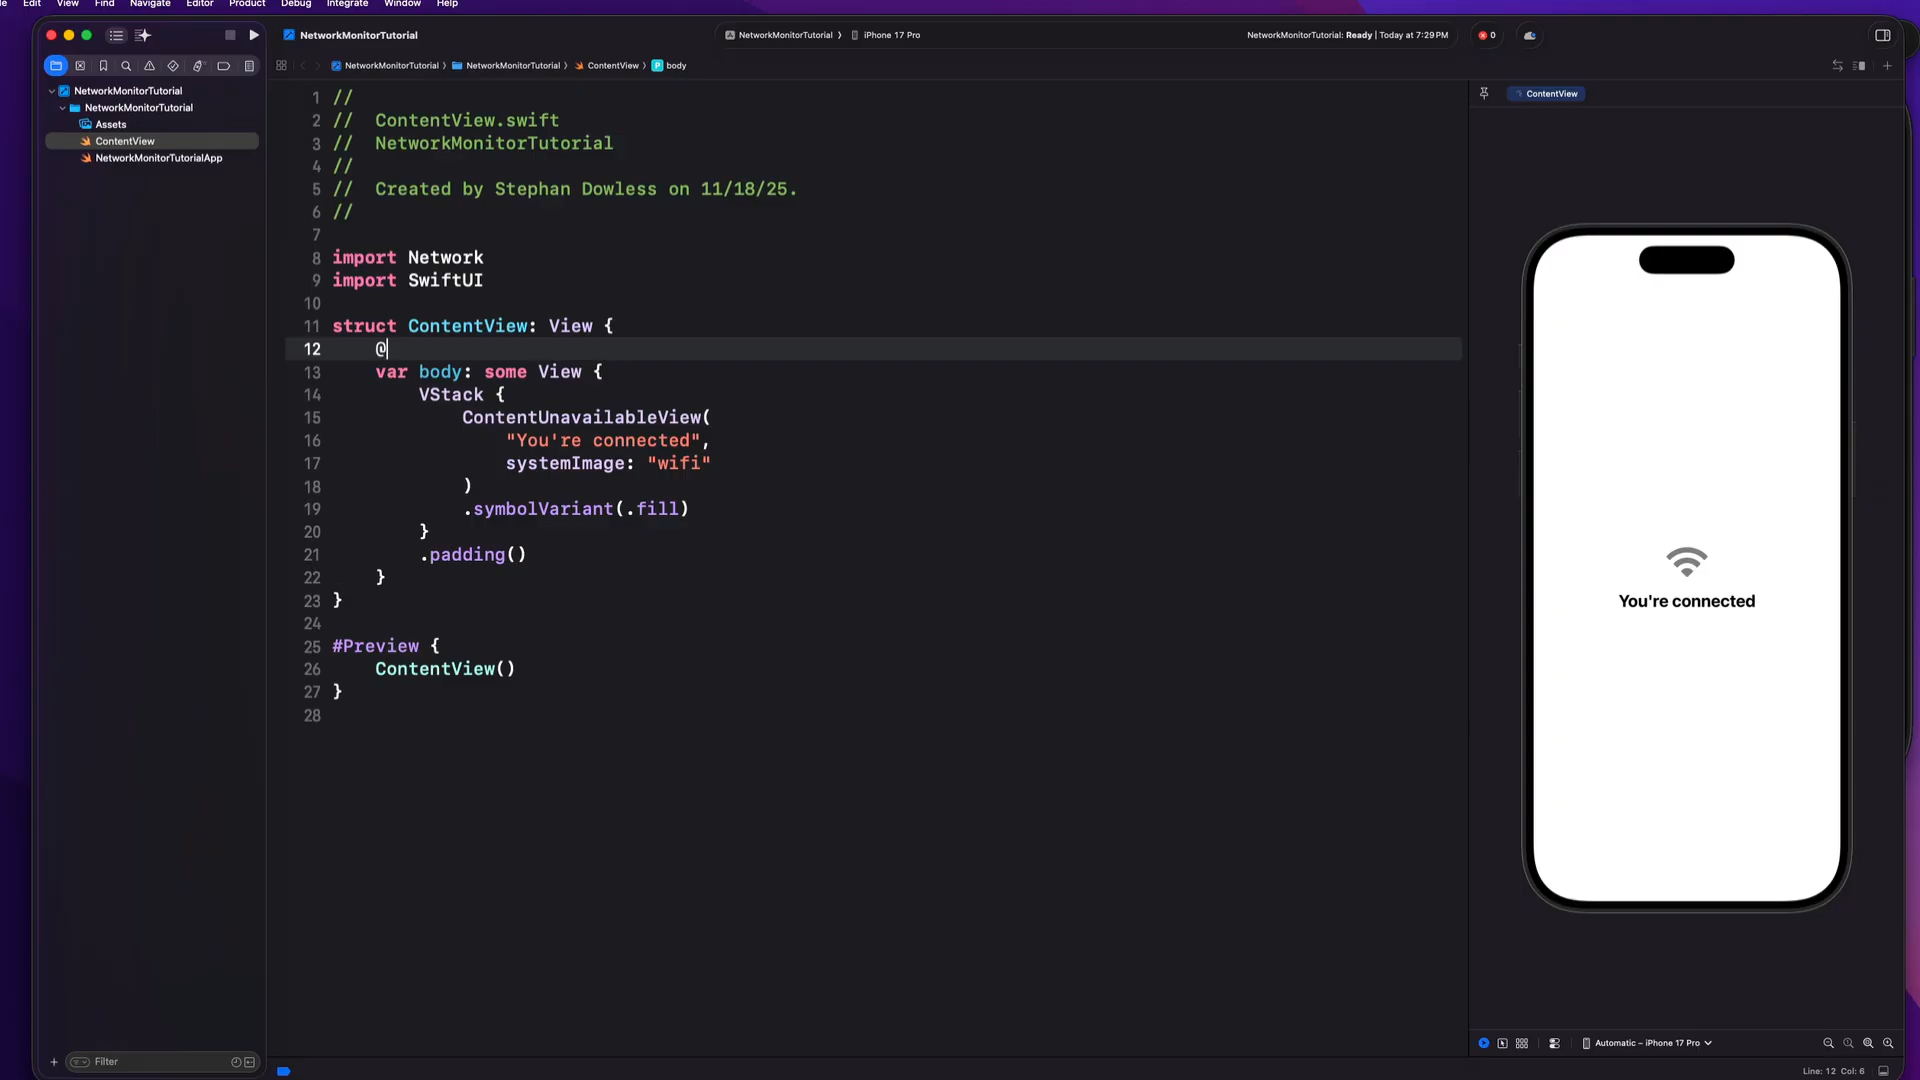 Edit View Find Navigate Editor Product Debug Integrate Window Help
NetworkMonitorTutorial
NetworkMonitorTutorial 〉 iPhone 17 Pro
NetworkMonitorTutorial: Ready | Today at 7:29 PM
0
NetworkMonitorTutorial 〉 NetworkMonitorTutorial 〉 ContentView 〉 P body
NetworkMonitorTutorial
NetworkMonitorTutorial
Assets
ContentView
NetworkMonitorTutorialApp
1 //
2 //  ContentView.swift
3 //  NetworkMonitorTutorial
4 //
5 //  Created by Stephan Dowless on 11/18/25.
6 //
7
8 import Network
9 import SwiftUI
10
11 struct ContentView: View {
12     @
13     var body: some View {
14         VStack {
15             ContentUnavailableView(
16                 "You're connected",
17                 systemImage: "wifi"
18             )
19             .symbolVariant(.fill)
20         }
21         .padding()
22     }
23 }
24
25 #Preview {
26     ContentView()
27 }
28
ContentView
You're connected
Automatic – iPhone 17 Pro
Filter
Line: 12 Col: 6